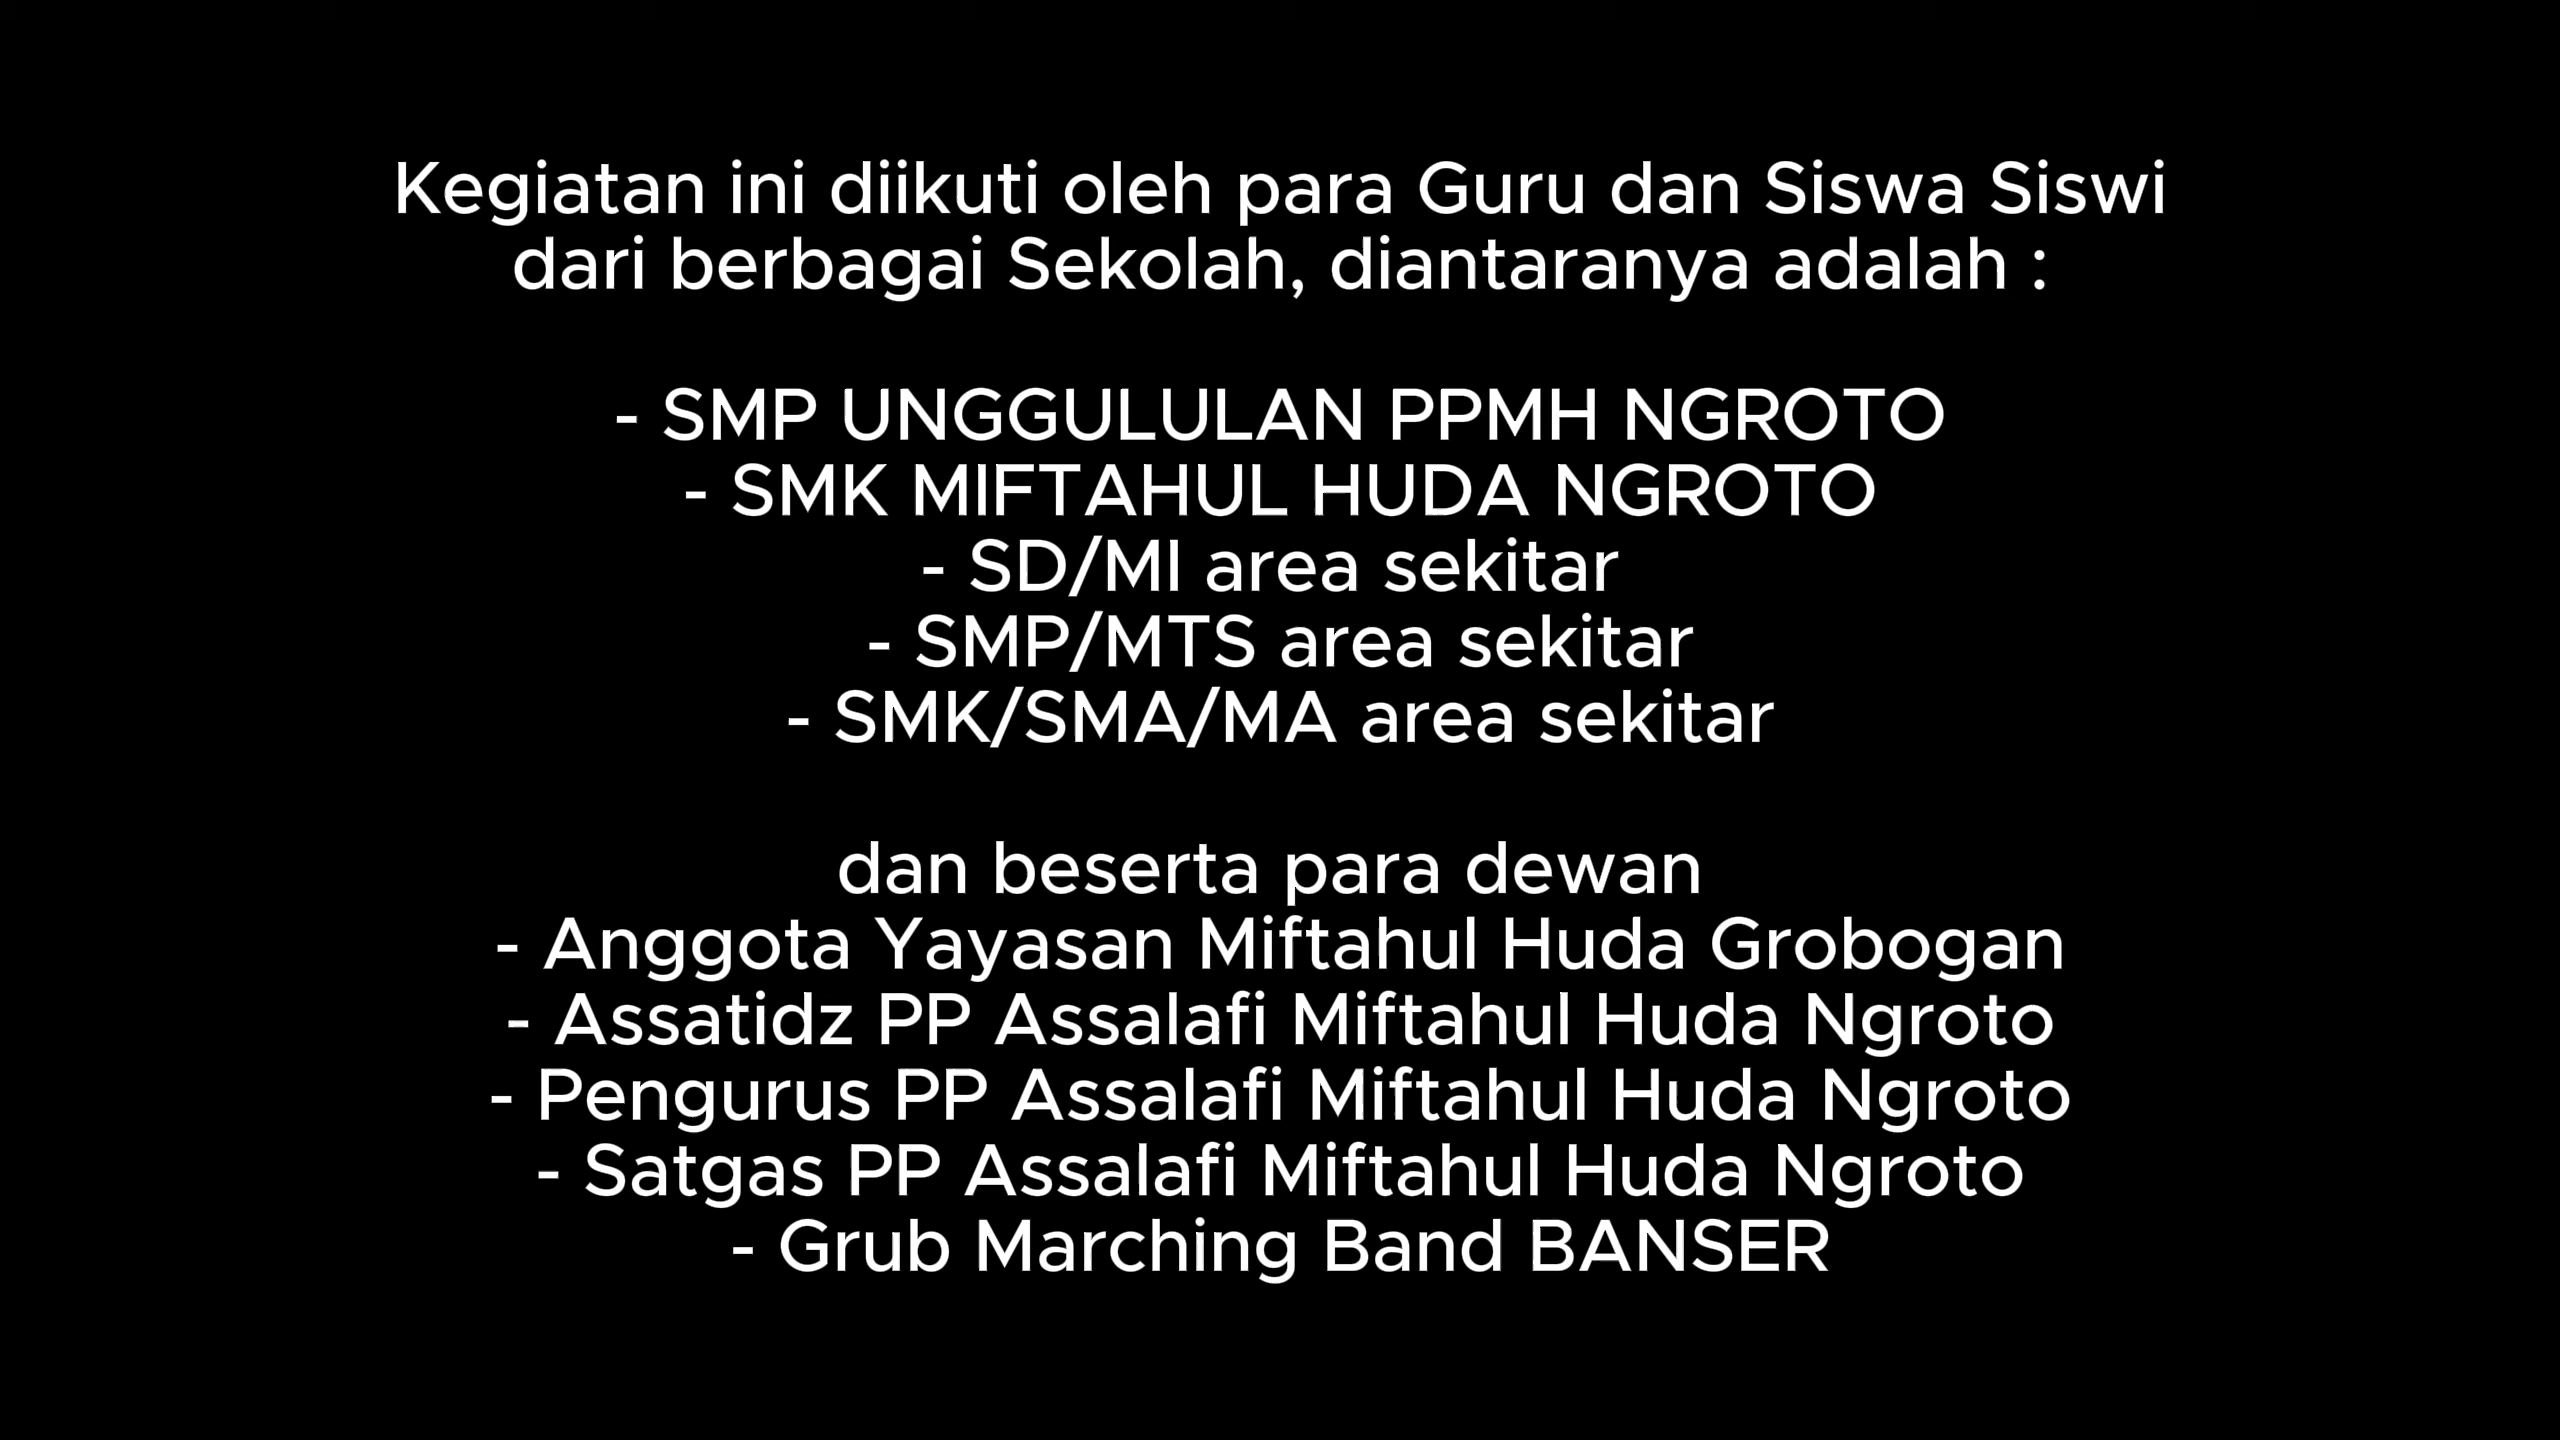 Kegiatan ini diikuti oleh para Guru dan Siswa Siswi
dari berbagai Sekolah, diantaranya adalah :
- SMP UNGGULULAN PPMH NGROTO
- SMK MIFTAHUL HUDA NGROTO
- SD/MI area sekitar
- SMP/MTS area sekitar
- SMK/SMA/MA area sekitar
dan beserta para dewan
- Anggota Yayasan Miftahul Huda Grobogan
- Assatidz PP Assalafi Miftahul Huda Ngroto
- Pengurus PP Assalafi Miftahul Huda Ngroto
- Satgas PP Assalafi Miftahul Huda Ngroto
- Grub Marching Band BANSER